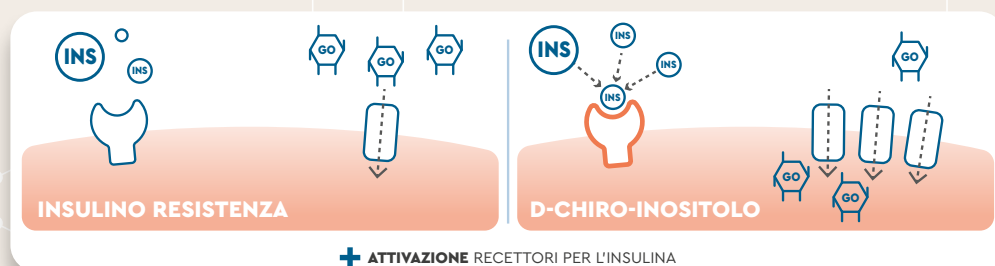 INS
INS
GO
GO
GO
INSULINO RESISTENZA
INS
INS
INS
INS
GO
GO
GO
D-CHIRO-INOSITOLO
+ ATTIVAZIONE RECETTORI PER L'INSULINA